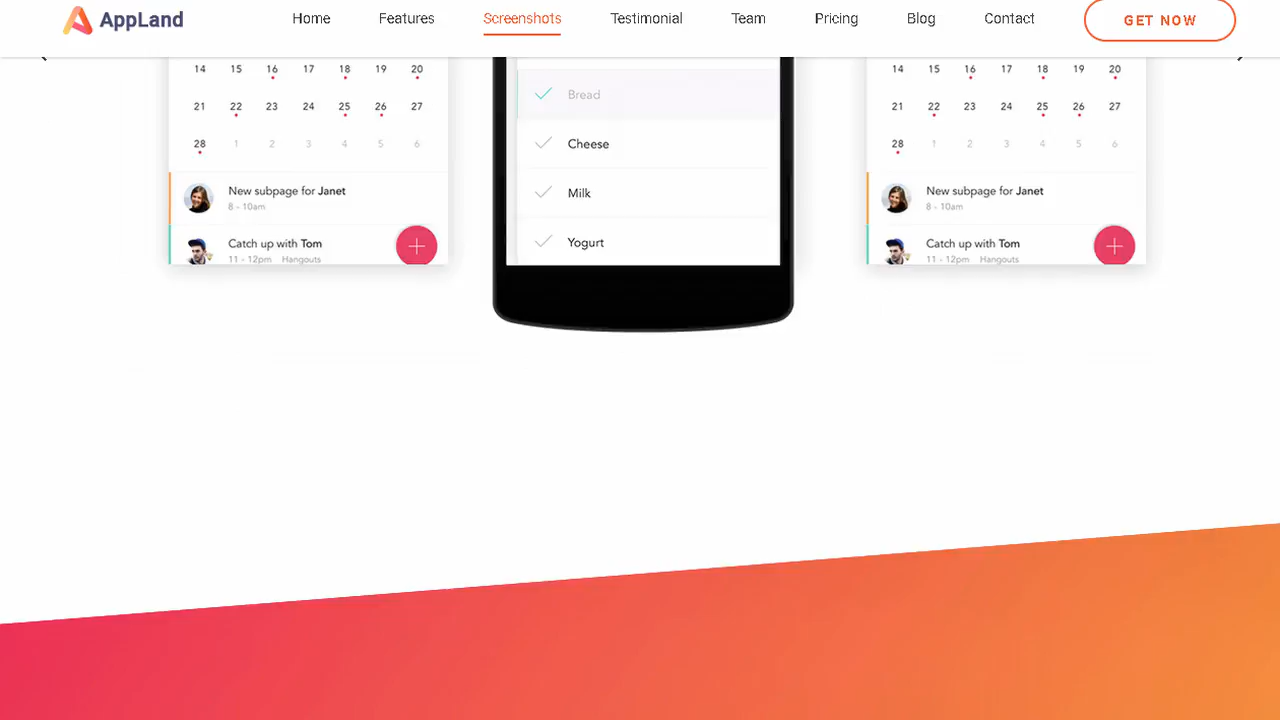 AppLand
Home Features Screenshots Testimonial Team Pricing Blog Contact GET NOW
14 15 16 17 18 19 20
21 22 23 24 25 26 27
28 1 2 3 4 5 6
New subpage for Janet
8 - 10am
Catch up with Tom
11 - 12pm Hangouts
Bread
Cheese
Milk
Yogurt
14 15 16 17 18 19 20
21 22 23 24 25 26 27
28 1 2 3 4 5 6
New subpage for Janet
8 - 10am
Catch up with Tom
11 - 12pm Hangouts